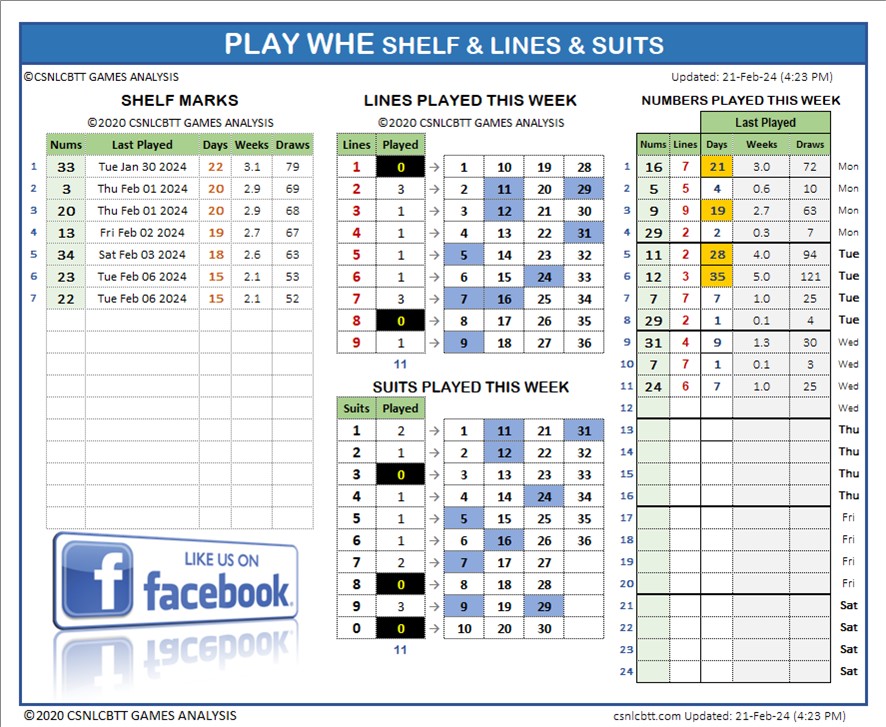 PLAY WHE SHELF & LINES & SUITS
©CSNLCBTT GAMES ANALYSIS
Updated: 21-Feb-24 (4:23 PM)
SHELF MARKS
©2020 CSNLCBTT GAMES ANALYSIS
Nums Last Played Days Weeks Draws
1 33 Tue Jan 30 2024 22 3.1 79
2 3 Thu Feb 01 2024 20 2.9 69
3 20 Thu Feb 01 2024 20 2.9 68
4 13 Fri Feb 02 2024 19 2.7 67
5 34 Sat Feb 03 2024 18 2.6 63
6 23 Tue Feb 06 2024 15 2.1 53
7 22 Tue Feb 06 2024 15 2.1 52
LIKE US ON
f facebook
LINES PLAYED THIS WEEK
©2020 CSNLCBTT GAMES ANALYSIS
Lines Played
1 0 → 1 10 19 28
2 3 → 2 11 20 29
3 1 → 3 12 21 30
4 1 → 4 13 22 31
5 1 → 5 14 23 32
6 1 → 6 15 24 33
7 3 → 7 16 25 34
8 0 → 8 17 26 35
9 1 → 9 18 27 36
11
SUITS PLAYED THIS WEEK
Suits Played
1 2 → 1 11 21 31
2 1 → 2 12 22 32
3 0 → 3 13 23 33
4 1 → 4 14 24 34
5 1 → 5 15 25 35
6 1 → 6 16 26 36
7 2 → 7 17 27
8 0 → 8 18 28
9 3 → 9 19 29
0 0 → 10 20 30
11
NUMBERS PLAYED THIS WEEK
Last Played
Nums Lines Days Weeks Draws
1 16 7 21 3.0 72 Mon
2 5 5 4 0.6 10 Mon
3 9 9 19 2.7 63 Mon
4 29 2 2 0.3 7 Mon
5 11 2 28 4.0 94 Tue
6 12 3 35 5.0 121 Tue
7 7 7 7 1.0 25 Tue
8 29 2 1 0.1 4 Tue
9 31 4 9 1.3 30 Wed
10 7 7 1 0.1 3 Wed
11 24 6 7 1.0 25 Wed
12 Wed
13 Thu
14 Thu
15 Thu
16 Thu
17 Fri
18 Fri
19 Fri
20 Fri
21 Sat
22 Sat
23 Sat
24 Sat
©2020 CSNLCBTT GAMES ANALYSIS
csnlcbtt.com Updated: 21-Feb-24 (4:23 PM)